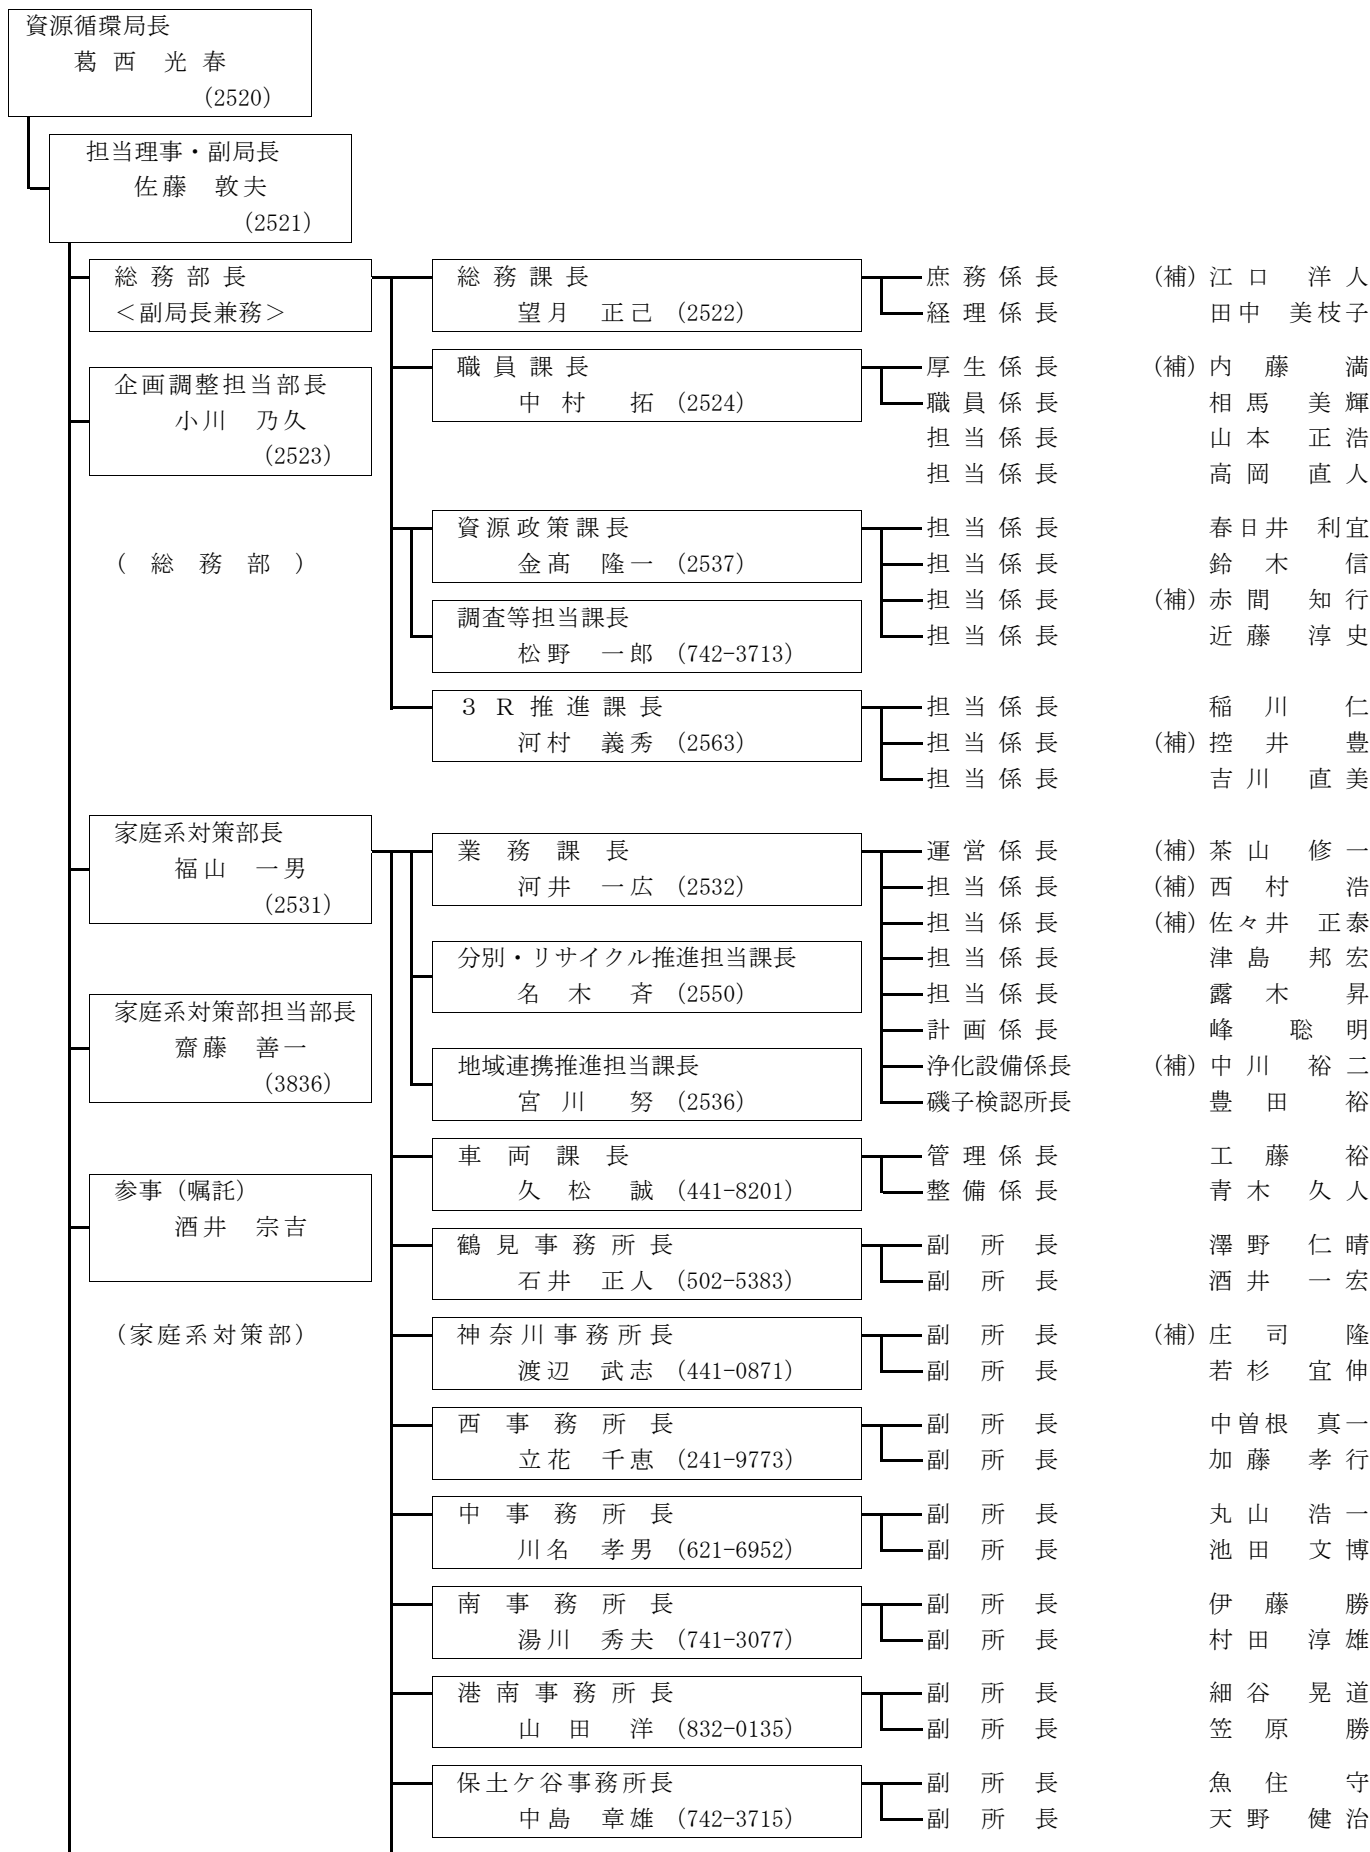 資源循環局長
葛西 光春
(2520)
担当理事・副局長
佐藤 敦夫
(2521)
総務部長
＜副局長兼務＞
総務課長
望月 正己 (2522)
庶務係長 (補) 江口 洋人
経理係長 田中 美枝子
企画調整担当部長
小川 乃久
(2523)
職員課長
中村 拓 (2524)
厚生係長 (補) 内藤 満
職員係長 相馬 美輝
担当係長 山本 正浩
担当係長 高岡 直人
(総務部)
資源政策課長
金髙 隆一 (2537)
調査等担当課長
松野 一郎 (742-3713)
担当係長 春日井 利宜
担当係長 鈴木 信
担当係長 (補) 赤間 知行
担当係長 近藤 淳史
３Ｒ推進課長
河村 義秀 (2563)
担当係長 稲川 仁
担当係長 (補) 控井 豊
担当係長 吉川 直美
家庭系対策部長
福山 一男
(2531)
家庭系対策部担当部長
齋藤 善一
(3836)
参事（嘱託）
酒井 宗吉
(家庭系対策部)
業務課長
河井 一広 (2532)
分別・リサイクル推進担当課長
名木 斉 (2550)
地域連携推進担当課長
宮川 努 (2536)
運営係長 (補) 茶山 修一
担当係長 (補) 西村 浩
担当係長 (補) 佐々井 正泰
担当係長 津島 邦宏
担当係長 露木 昇
計画係長 峰 聡明
浄化設備係長 (補) 中川 裕二
磯子検認所長 豊田 裕
車両課長
久松 誠 (441-8201)
管理係長 工藤 裕
整備係長 青木 久人
鶴見事務所長
石井 正人 (502-5383)
副所長 澤野 仁晴
副所長 酒井 一宏
神奈川事務所長
渡辺 武志 (441-0871)
副所長 (補) 庄司 隆
副所長 若杉 宜伸
西事務所長
立花 千恵 (241-9773)
副所長 中曽根 真一
副所長 加藤 孝行
中事務所長
川名 孝男 (621-6952)
副所長 丸山 浩一
副所長 池田 文博
南事務所長
湯川 秀夫 (741-3077)
副所長 伊藤 勝
副所長 村田 淳雄
港南事務所長
山田 洋 (832-0135)
副所長 細谷 晃道
副所長 笠原 勝
保土ケ谷事務所長
中島 章雄 (742-3715)
副所長 魚住 守
副所長 天野 健治